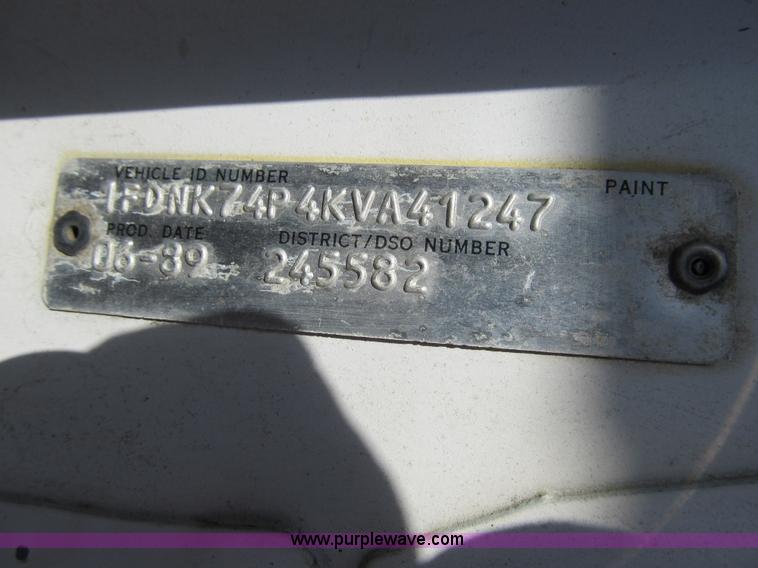 VEHICLE ID NUMBER
1FDNK74P4KVA41247
PAINT
PROD. DATE
DISTRICT/DSO NUMBER
06-89
245582
www.purplewave.com